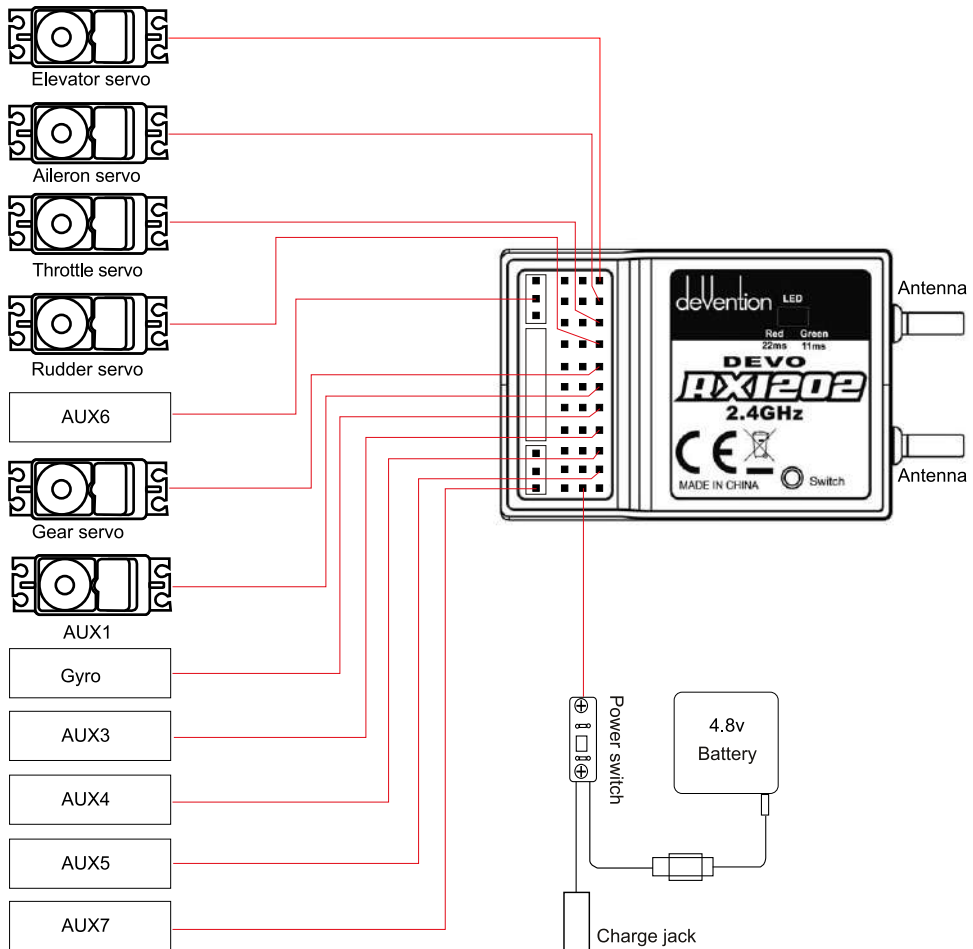 Elevator servo
Aileron servo
Throttle servo
Rudder servo
AUX6
Gear servo
AUX1
Gyro
AUX3
AUX4
AUX5
AUX7
deVention
LED
Red Green
22ms 11ms
DEVO
RX1202
2.4GHz
CE
MADE IN CHINA
Switch
Antenna
Antenna
Power switch
4.8v
Battery
Charge jack